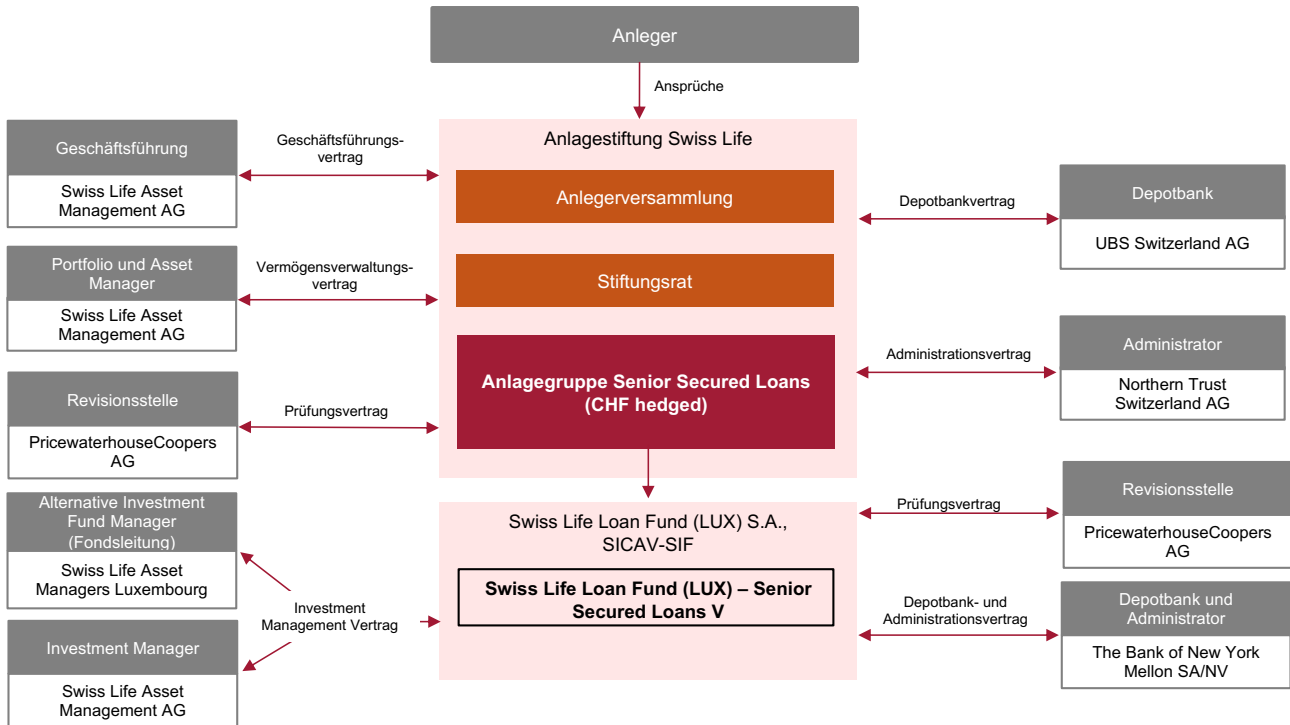 Anleger
Ansprüche
Geschäftsführung
Swiss Life Asset
Management AG
Geschäftsführungs-
vertrag
Portfolio und Asset
Manager
Swiss Life Asset
Management AG
Vermögensverwaltungs-
vertrag
Revisionsstelle
PricewaterhouseCoopers
AG
Prüfungsvertrag
Anlagestiftung Swiss Life
Anlegerversammlung
Stiftungsrat
Anlagegruppe Senior Secured Loans
(CHF hedged)
Depotbankvertrag
Depotbank
UBS Switzerland AG
Administrationsvertrag
Administrator
Northern Trust
Switzerland AG
Alternative Investment
Fund Manager
(Fondsleitung)
Swiss Life Asset
Managers Luxembourg
Investment
Management Vertrag
Investment Manager
Swiss Life Asset
Management AG
Swiss Life Loan Fund (LUX) S.A.,
SICAV-SIF
Swiss Life Loan Fund (LUX) – Senior
Secured Loans V
Prüfungsvertrag
Revisionsstelle
PricewaterhouseCoopers
AG
Depotbank- und
Administrationsvertrag
Depotbank und
Administrator
The Bank of New York
Mellon SA/NV